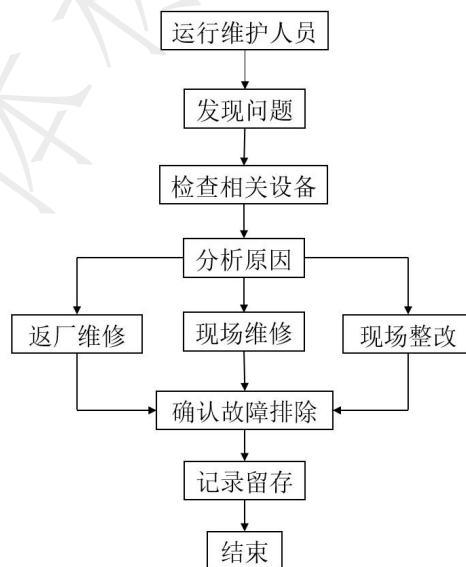 运行维护人员
发现问题
检查相关设备
分析原因
返厂维修
现场维修
现场整改
确认故障排除
记录留存
结束